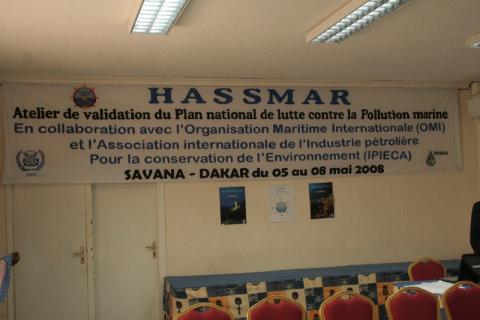 HASSMAR
Atelier de validation du Plan national de lutte contre la Pollution marine
En collaboration avec l'Organisation Maritime Internationale (OMI)
et l'Association internationale de l'Industrie pétrolière
Pour la conservation de l'Environnement (IPIECA)
SAVANA - DAKAR du 05 au 08 mai 2008
IPIECA